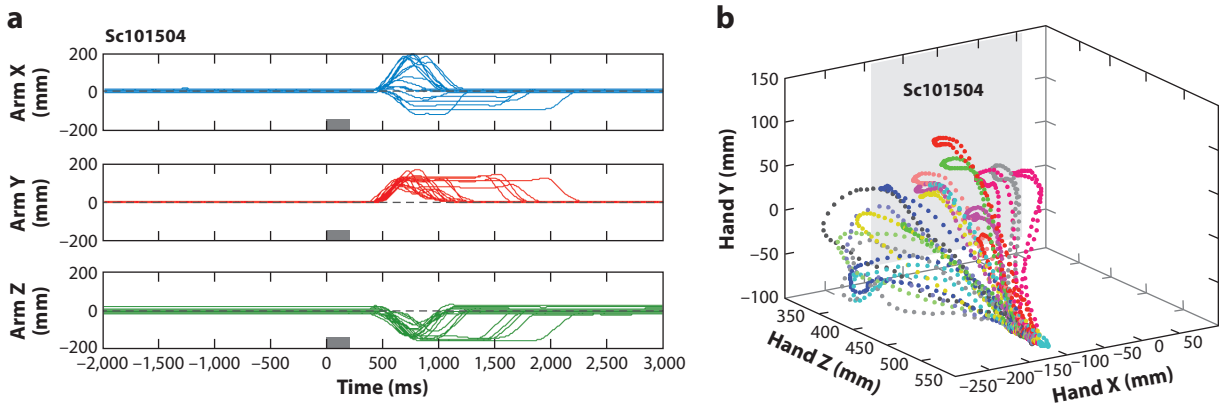 a
Sc101504
Arm X
(mm)
200
0
−200
Arm Y
(mm)
200
0
−200
Arm Z
(mm)
200
0
−200
−2,000 −1,500 −1,000 −500 0 500 1,000 1,500 2,000 2,500 3,000
Time (ms)
b
Sc101504
Hand Y (mm)
150
100
50
0
−50
−100
350
400
450
500
550
Hand Z (mm)
−250 −200 −150 −100 −50 0 50
Hand X (mm)